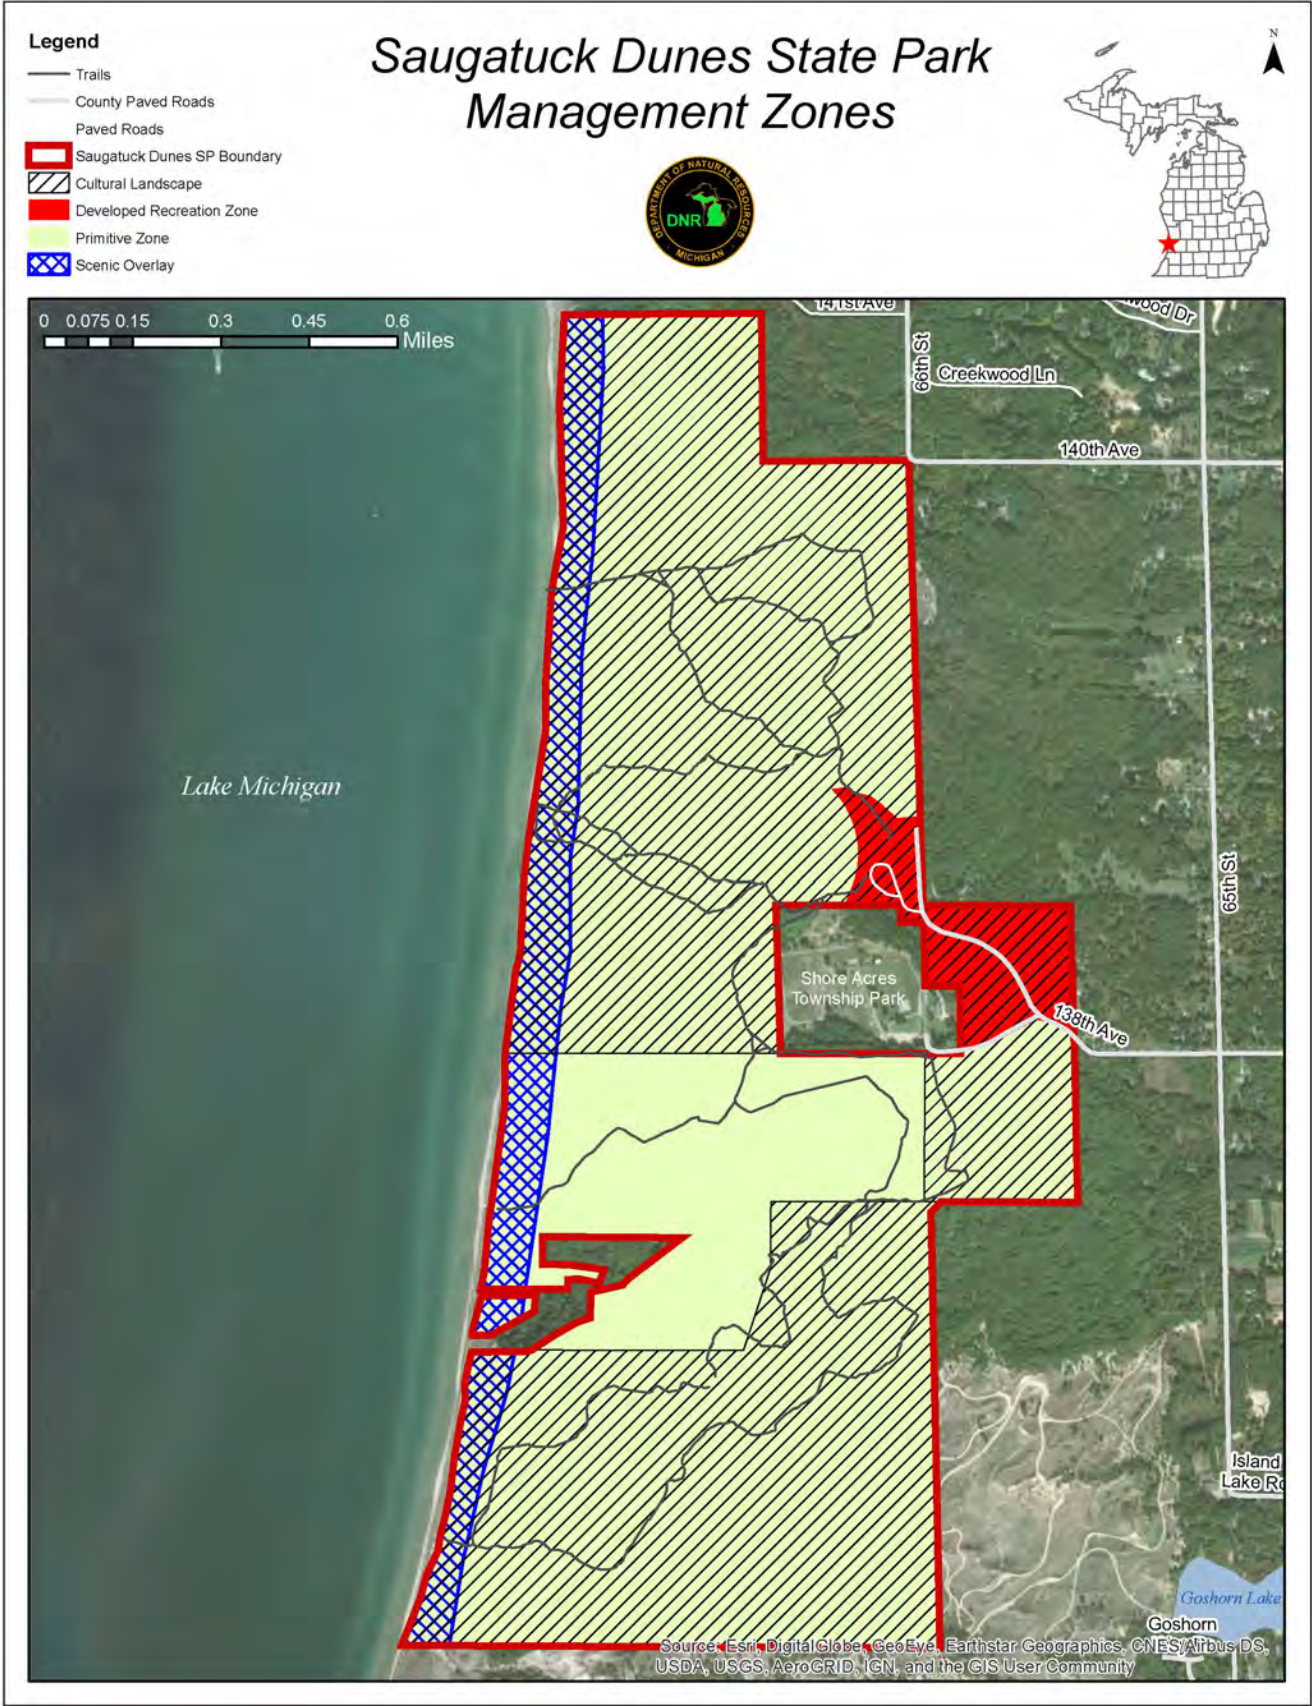 Legend
Trails
County Paved Roads
Paved Roads
Saugatuck Dunes SP Boundary
Cultural Landscape
Developed Recreation Zone
Primitive Zone
Scenic Overlay
Saugatuck Dunes State Park
Management Zones
DEPARTMENT OF NATURAL RESOURCES
DNR
MICHIGAN
N
0 0.075 0.15 0.3 0.45 0.6
Miles
141st Ave
wood Dr
66th St
Creekwood Ln
140th Ave
Lake Michigan
65th St
Shore Acres
Township Park
138th Ave
Island
Lake Rd
Goshorn Lake
Goshorn
Source: Esri, DigitalGlobe, GeoEye, Earthstar Geographics, CNES/Airbus DS,
USDA, USGS, AeroGRID, IGN, and the GIS User Community